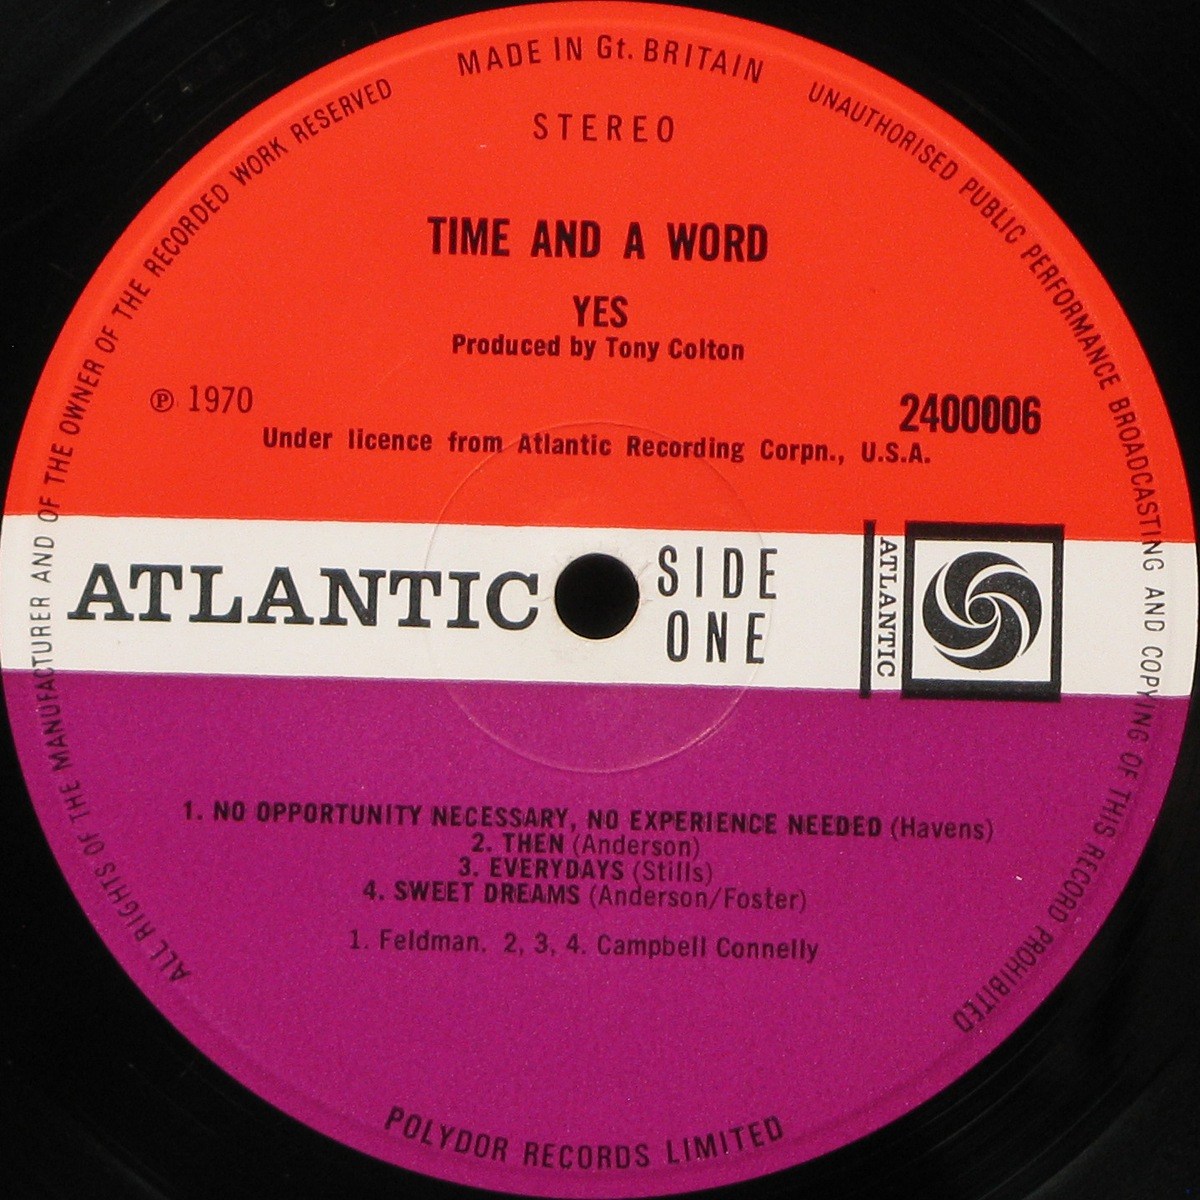 MADE IN Gt. BRITAIN
ALL RIGHTS OF THE MANUFACTURER AND OF THE OWNER OF THE RECORDED WORK RESERVED
UNAUTHORISED PUBLIC PERFORMANCE BROADCASTING AND COPYING OF THIS RECORD PROHIBITED
STEREO
TIME AND A WORD
YES
Produced by Tony Colton
℗ 1970
2400006
Under licence from Atlantic Recording Corpn., U.S.A.
ATLANTIC
SIDE
ONE
ATLANTIC
1. NO OPPORTUNITY NECESSARY, NO EXPERIENCE NEEDED (Havens)
2. THEN (Anderson)
3. EVERYDAYS (Stills)
4. SWEET DREAMS (Anderson/Foster)
1. Feldman. 2, 3, 4. Campbell Connelly
POLYDOR RECORDS LIMITED